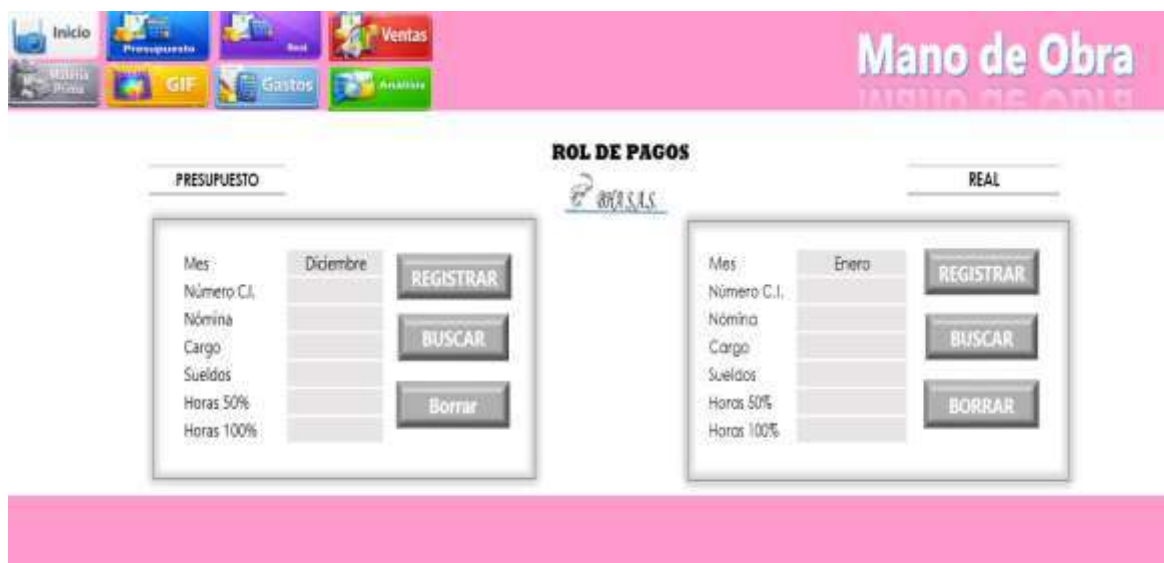 Inicio
Presupuesto
Real
Ventas
Materia Prima
GIF
Gastos
Análisis
Mano de Obra
ROL DE PAGOS
PRESUPUESTO
REAL
S.A.S.
Mes Diciembre REGISTRAR
Número C.I.
Nómina
BUSCAR
Cargo
Sueldos
Horas 50% Borrar
Horas 100%
Mes Enero REGISTRAR
Número C.I.
Nómina
BUSCAR
Cargo
Sueldos
Horas 50% BORRAR
Horas 100%